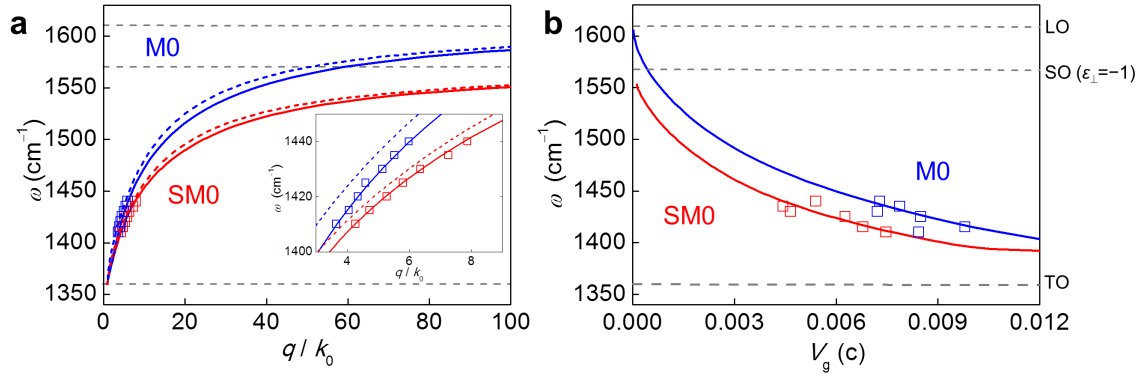 a
1600
1550
1500
1450
1400
1350
ω (cm⁻¹)
M0
SM0
0
20
40
60
80
100
q / k₀
1440
1420
1400
ω (cm⁻¹)
4
6
8
q / k₀
b
1600
1550
1500
1450
1400
1350
ω (cm⁻¹)
SM0
M0
0.000
0.003
0.006
0.009
0.012
V_g (c)
LO
SO (ε⊥=−1)
TO